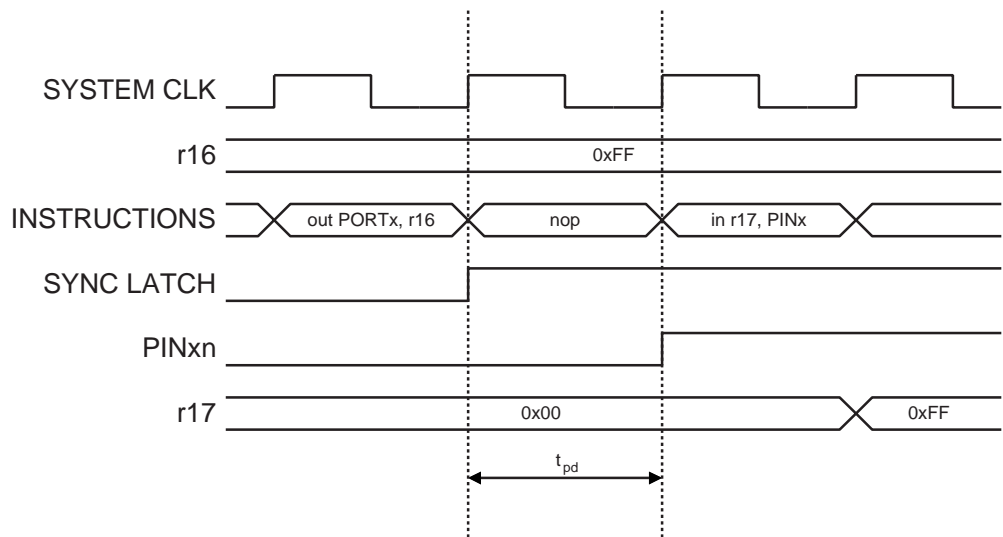 SYSTEM CLK
r16 0xFF
INSTRUCTIONS out PORTx, r16 nop in r17, PINx
SYNC LATCH
PINxn
r17 0x00 0xFF
tpd